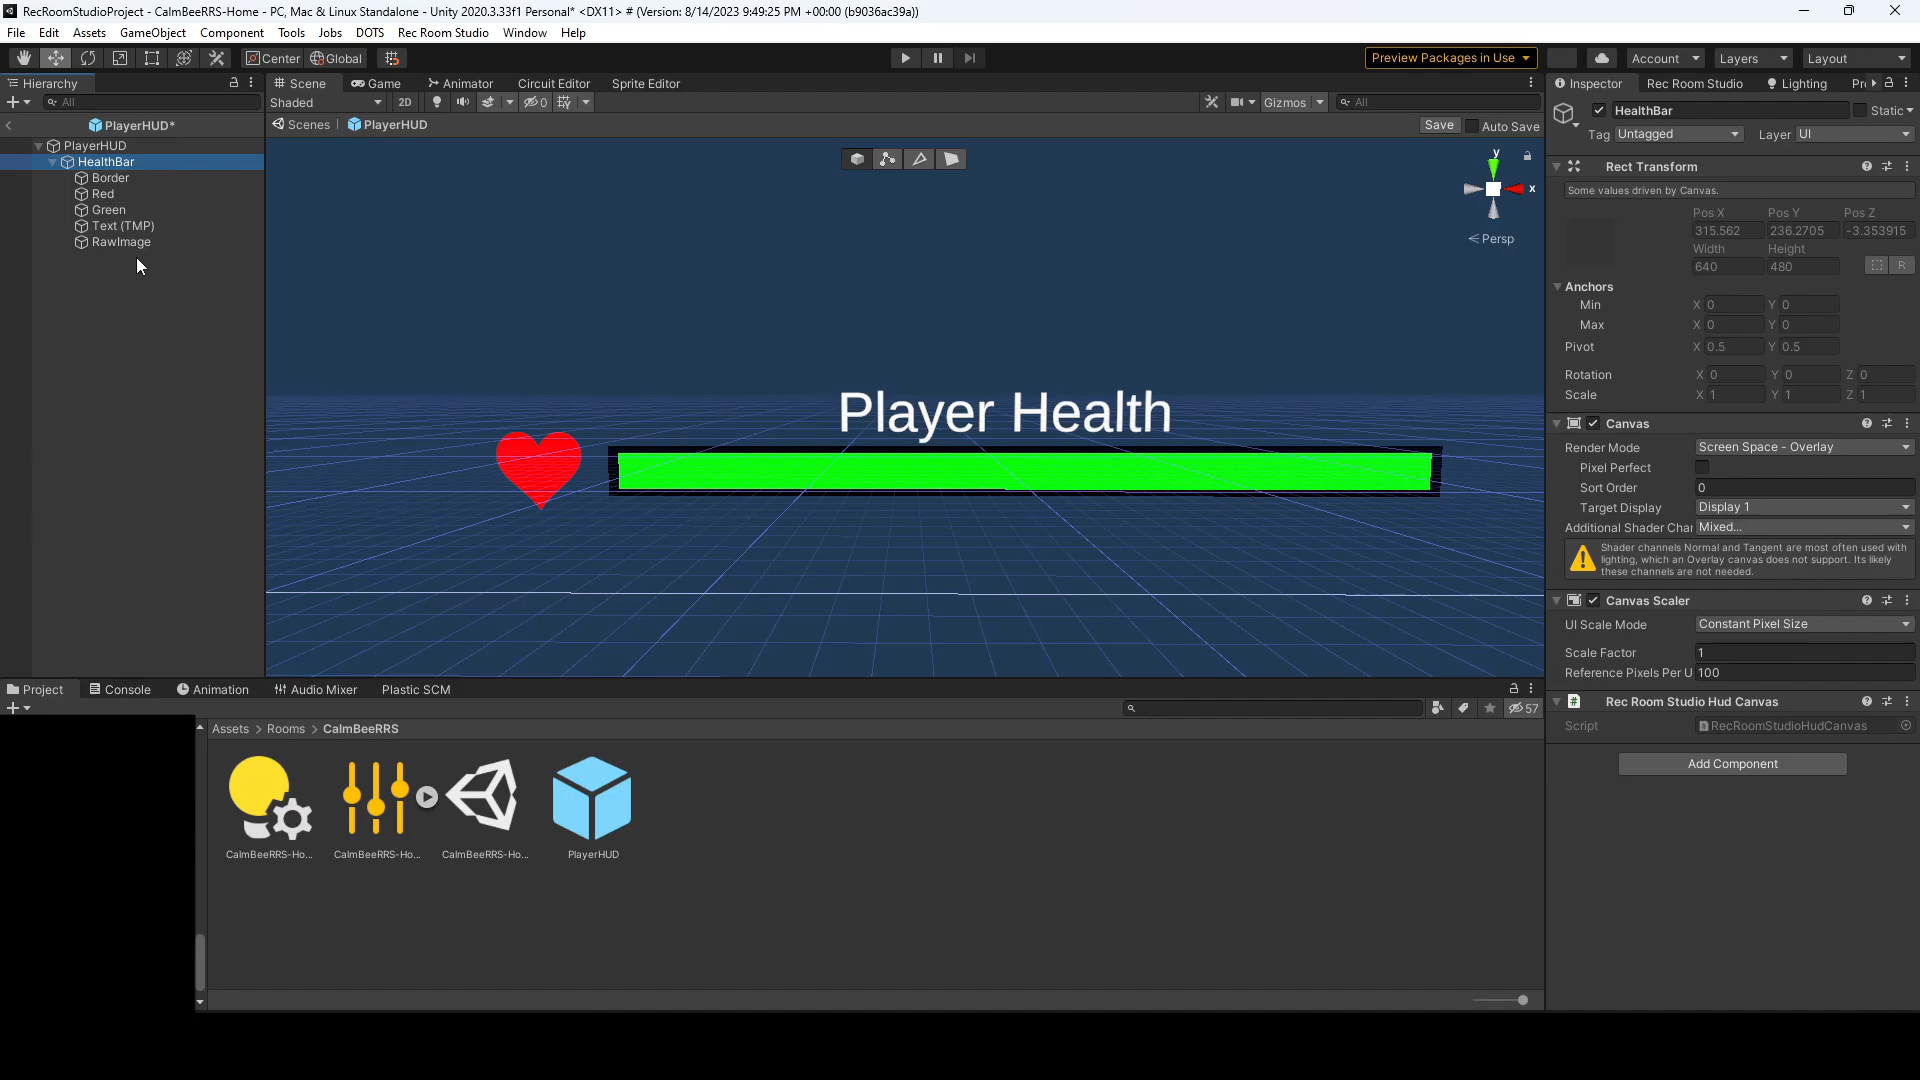 RecRoomStudioProject - CalmBeeRRS-Home - PC, Mac & Linux Standalone - Unity 2020.3.33f1 Personal* <DX11> # (Version: 8/14/2023 9:49:25 PM +00:00 (b9036ac39a))
File Edit Assets GameObject Component Tools Jobs DOTS Rec Room Studio Window Help
Center Global Preview Packages in Use Account Layers Layout
Hierarchy Scene Game Animator Circuit Editor Sprite Editor Inspector Rec Room Studio Lighting
All Shaded 2D 0 Gizmos All HealthBar Static
PlayerHUD* Scenes PlayerHUD Save Auto Save
Tag Untagged Layer UI
PlayerHUD
HealthBar
Border
Red
Green
Text (TMP)
RawImage
y
x
Persp
Player Health
Rect Transform
Some values driven by Canvas.
Pos X Pos Y Pos Z
315.562 236.2705 -3.353915
Width Height
640 480 R
Anchors
Min X 0 Y 0
Max X 0 Y 0
Pivot X 0.5 Y 0.5
Rotation X 0 Y 0 Z 0
Scale X 1 Y 1 Z 1
Canvas
Render Mode Screen Space - Overlay
Pixel Perfect
Sort Order 0
Target Display Display 1
Additional Shader Char Mixed...
Shader channels Normal and Tangent are most often used with
lighting, which an Overlay canvas does not support. Its likely
these channels are not needed.
Canvas Scaler
UI Scale Mode Constant Pixel Size
Scale Factor 1
Reference Pixels Per U 100
Rec Room Studio Hud Canvas
Script RecRoomStudioHudCanvas
Add Component
Project Console Animation Audio Mixer Plastic SCM
57
Assets > Rooms > CalmBeeRRS
CalmBeeRRS-Ho... CalmBeeRRS-Ho... CalmBeeRRS-Ho... PlayerHUD